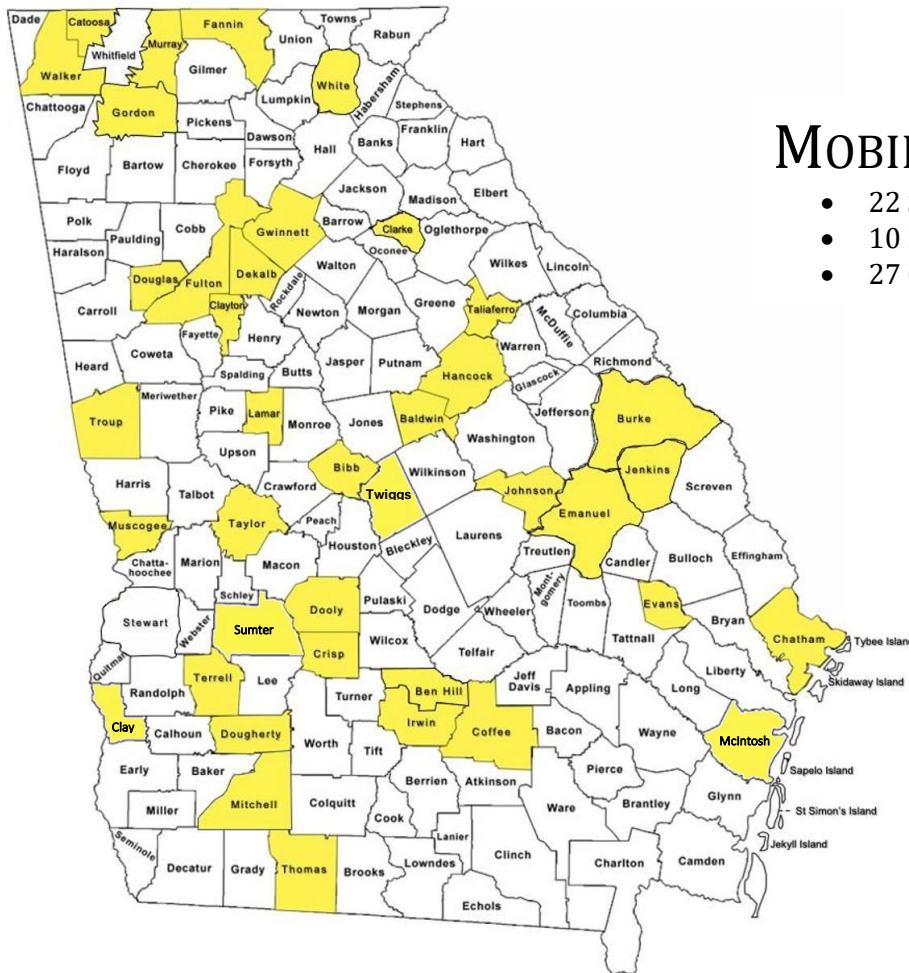 Dade
Catoosa
Whitfield
Murray
Fannin
Union
Towns
Rabun
Walker
Gilmer
White
Habersham
Chattooga
Gordon
Lumpkin
Stephens
Pickens
Dawson
Franklin
Hart
Floyd
Bartow
Cherokee
Forsyth
Hall
Banks
Jackson
Madison
Elbert
Polk
Paulding
Cobb
Gwinnett
Barrow
Clarke
Oglethorpe
Haralson
Oconee
Wilkes
Lincoln
Douglas
Fulton
Dekalb
Rockdale
Walton
Carroll
Clayton
Newton
Morgan
Greene
Taliaferro
McDuffie
Columbia
Fayette
Henry
Warren
Heard
Coweta
Spalding
Butts
Jasper
Putnam
Hancock
Glascock
Richmond
Troup
Meriwether
Pike
Lamar
Monroe
Jones
Baldwin
Jefferson
Burke
Upson
Washington
Harris
Talbot
Crawford
Bibb
Twiggs
Wilkinson
Johnson
Jenkins
Screven
Muscogee
Taylor
Peach
Emanuel
Chatta-
hoochee
Marion
Macon
Houston
Bleckley
Laurens
Treutlen
Candler
Bulloch
Effingham
Schley
Dooly
Pulaski
Dodge
Wheeler
Mont-
gomery
Toombs
Evans
Stewart
Webster
Sumter
Crisp
Wilcox
Telfair
Tattnall
Bryan
Chatham
Tybee Island
Quitman
Randolph
Terrell
Lee
Turner
Ben Hill
Jeff
Davis
Appling
Long
Liberty
Skidaway Island
Clay
Calhoun
Dougherty
Worth
Tift
Irwin
Coffee
Bacon
Wayne
McIntosh
Early
Baker
Berrien
Atkinson
Pierce
Sapelo Island
Miller
Mitchell
Colquitt
Cook
Ware
Brantley
Glynn
St Simon's Island
Seminole
Decatur
Grady
Thomas
Brooks
Lanier
Lowndes
Clinch
Charlton
Camden
Jekyll Island
Echols
MOBI
• 22
• 10
• 27